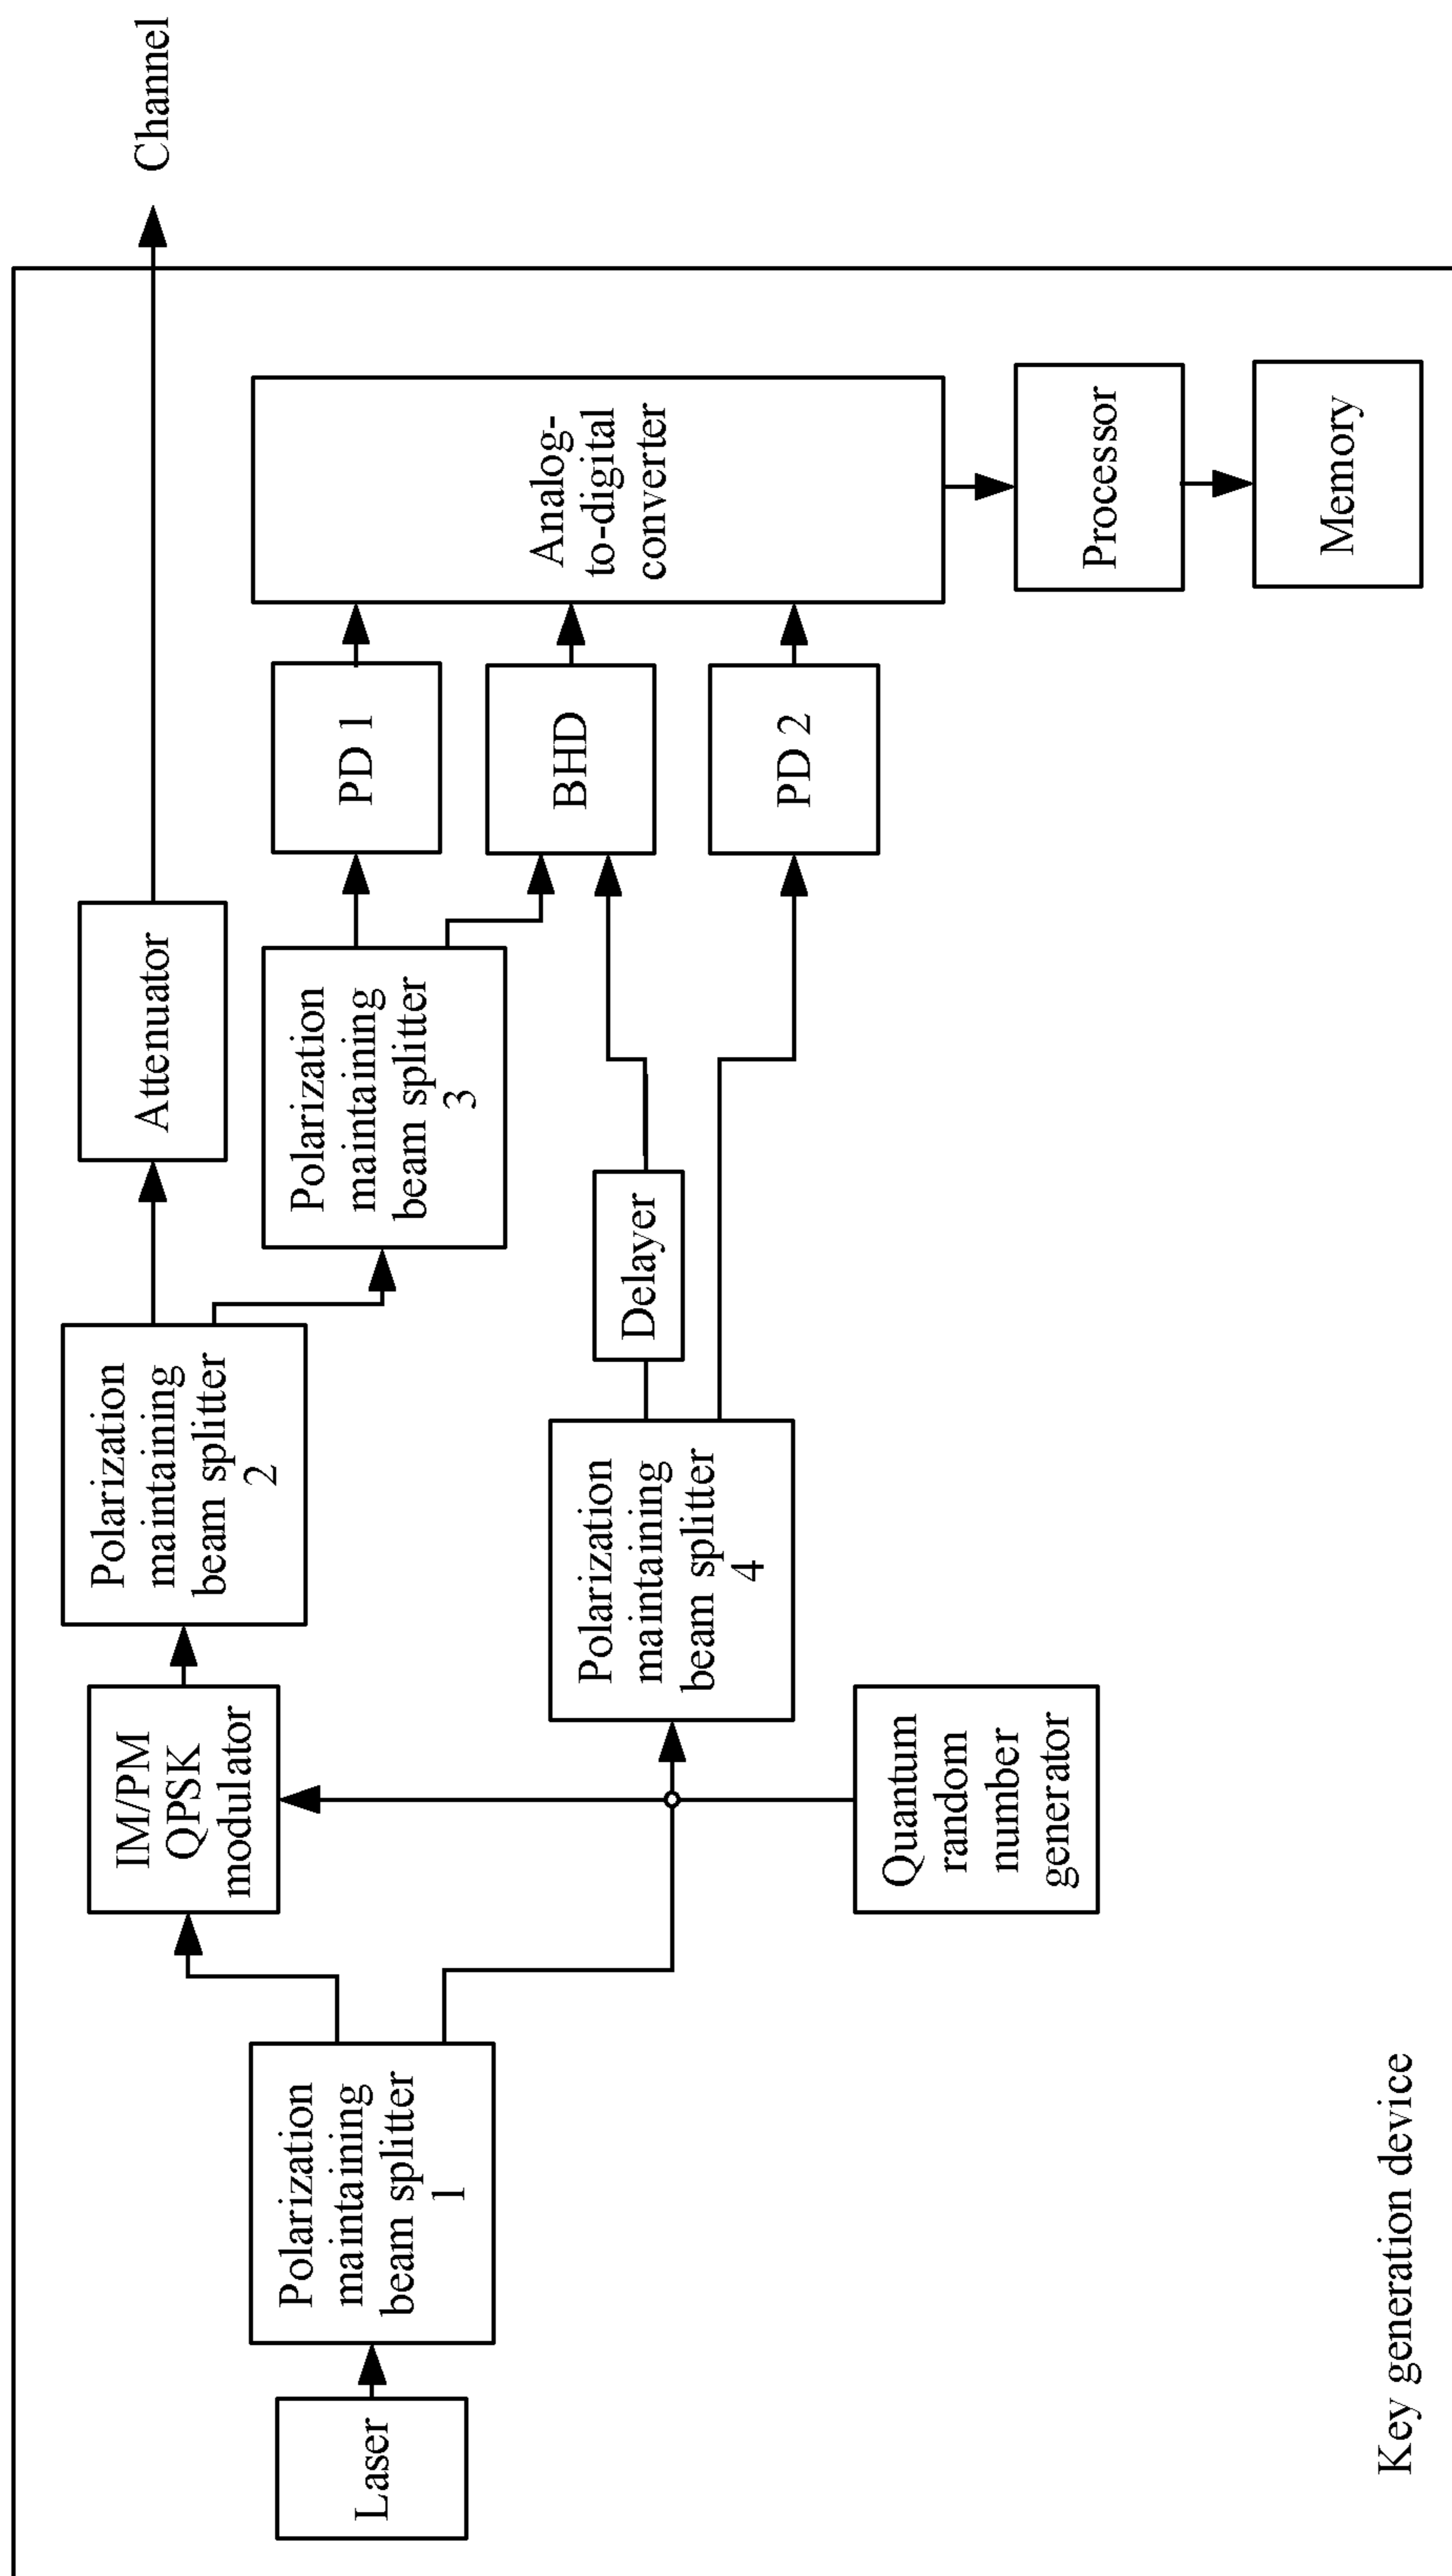 Laser
Polarization
maintaining
beam splitter
1
IM/PM
QPSK
modulator
Polarization
maintaining
beam splitter
2
Attenuator
Channel
Polarization
maintaining
beam splitter
3
PD 1
BHD
PD 2
Analog-
to-digital
converter
Polarization
maintaining
beam splitter
4
Delayer
Quantum
random
number
generator
Processor
Memory
Key generation device